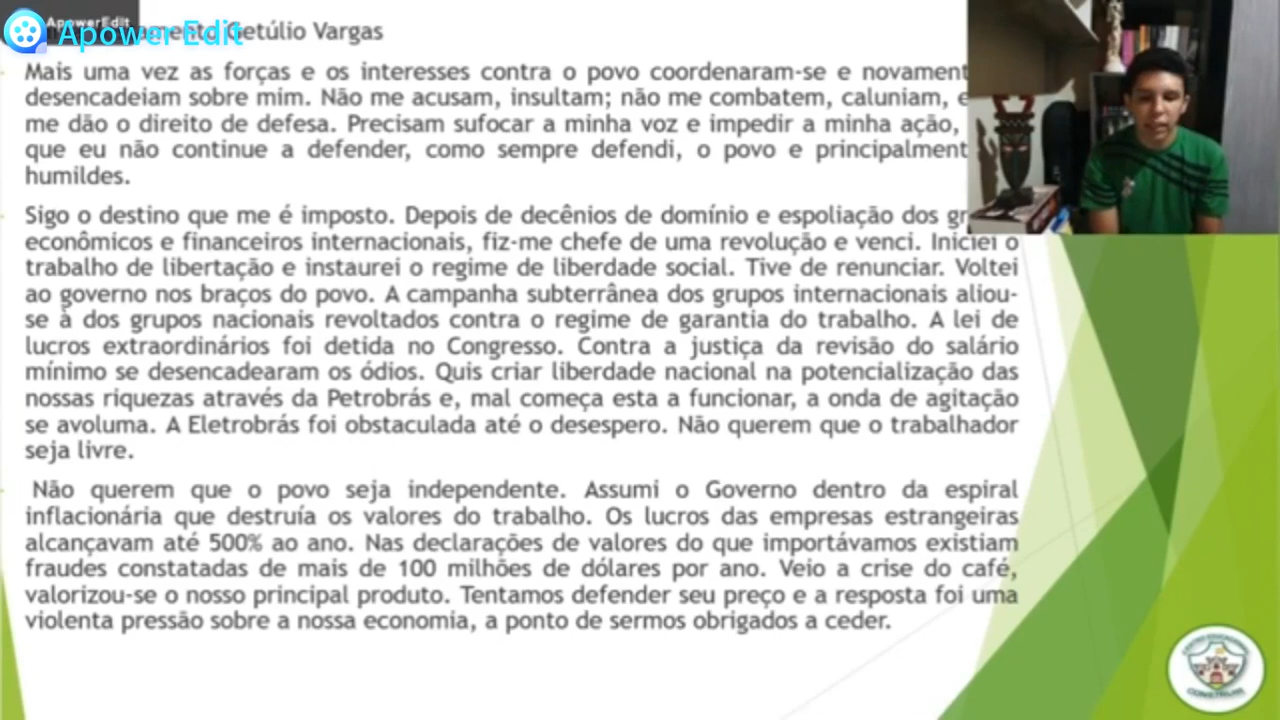 ApowerEdit
ApowerEdit
Getúlio Vargas
Mais uma vez as forças e os interesses contra o povo coordenaram-se e
desencadeiam sobre mim. Não me acusam, insultam; não me combatem, caluniam,
me dão o direito de defesa. Precisam sufocar a minha voz e impedir a minha ação,
que eu não continue a defender, como sempre defendi, o povo e
humildes.
Sigo o destino que me é imposto. Depois de decênios de domínio e espoliação dos
econômicos e financeiros internacionais, fiz-me chefe de uma revolução e venci. Iniciei o
trabalho de libertação e instaurei o regime de liberdade social. Tive de renunciar. Voltei
ao governo nos braços do povo. A campanha subterrânea dos grupos internacionais aliou-
se à dos grupos nacionais revoltados contra o regime de garantia do trabalho. A lei de
lucros extraordinários foi detida no Congresso. Contra a justiça da revisão do salário
mínimo se desencadearam os ódios. Quis criar liberdade nacional na potencialização das
nossas riquezas através da Petrobrás e, mal começa esta a funcionar, a onda de agitação
se avoluma. A Eletrobrás foi obstaculada até o desespero. Não querem que o trabalhador
seja livre.
Não querem que o povo seja independente. Assumi o Governo dentro da espiral
inflacionária que destruía os valores do trabalho. Os lucros das empresas estrangeiras
alcançavam até 500% ao ano. Nas declarações de valores do que importávamos existiam
fraudes constatadas de mais de 100 milhões de dólares por ano. Veio a crise do café,
valorizou-se o nosso principal produto. Tentamos defender seu preço e a resposta foi uma
violenta pressão sobre a nossa economia, a ponto de sermos obrigados a ceder.
CONSTRUIR